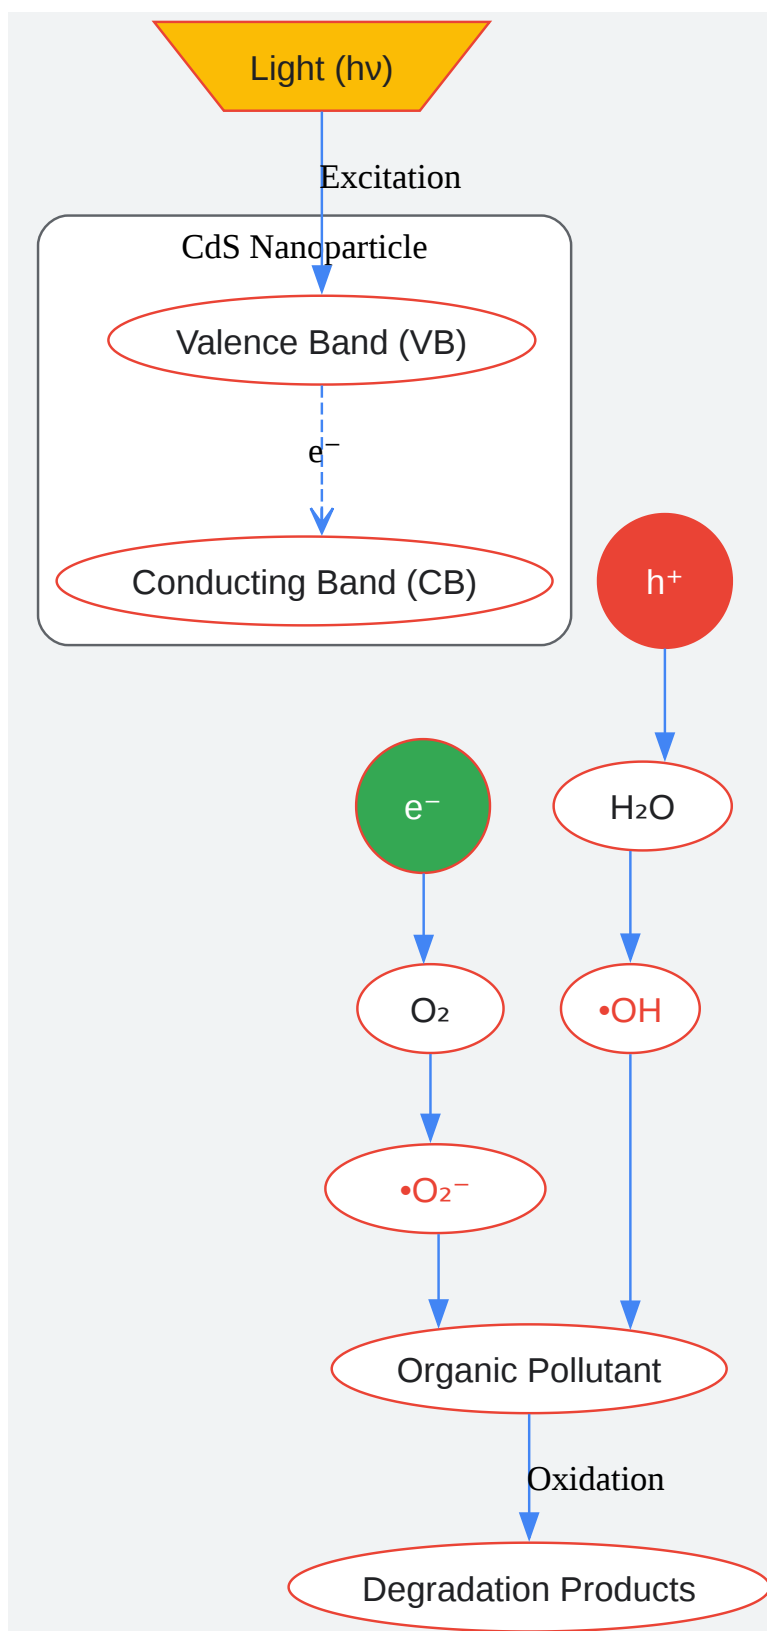 Light (hν)
Excitation
CdS Nanoparticle
Valence Band (VB)
e⁻
Conducting Band (CB)
h⁺
e⁻
H₂O
O₂
•OH
•O₂⁻
Organic Pollutant
Oxidation
Degradation Products